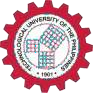 TECHNOLOGICAL UNIVERSITY OF THE PHILIPPINES
• 1901 •